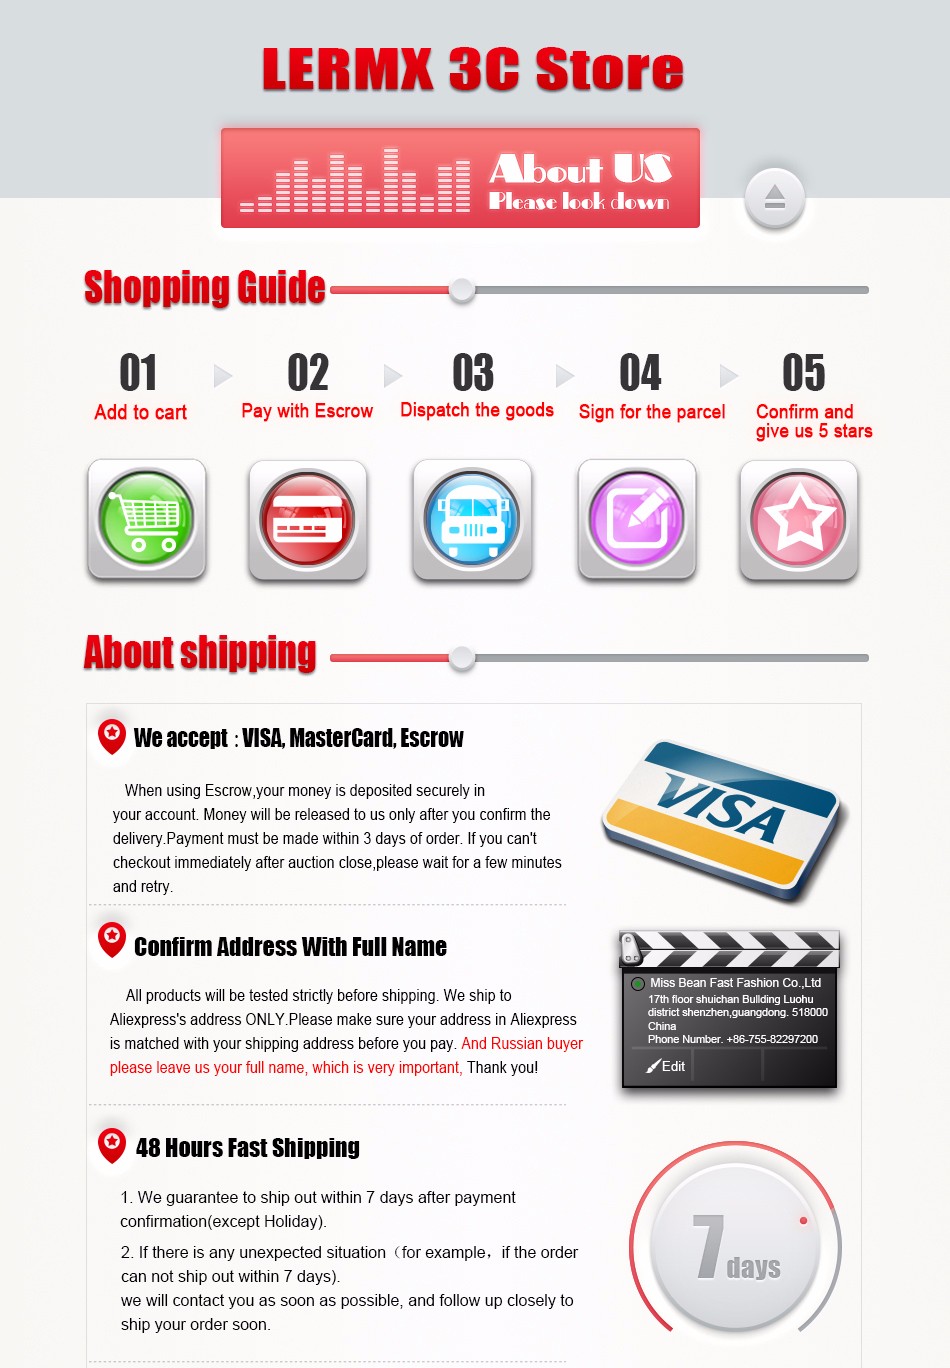 LERMX 3C Store
About US
Please look down
Shopping Guide
01
02
03
04
05
Add to cart
Pay with Escrow
Dispatch the goods
Sign for the parcel
Confirm and
give us 5 stars
About shipping
We accept : VISA, MasterCard, Escrow
When using Escrow,your money is deposited securely in
your account. Money will be released to us only after you confirm the
delivery.Payment must be made within 3 days of order. If you can't
checkout immediately after auction close,please wait for a few minutes
and retry.
VISA
Confirm Address With Full Name
All products will be tested strictly before shipping. We ship to
Aliexpress's address ONLY.Please make sure your address in Aliexpress
is matched with your shipping address before you pay. And Russian buyer
please leave us your full name, which is very important, Thank you!
Miss Bean Fast Fashion Co.,Ltd
17th floor shuichan Bullding Luohu
district shenzhen,guangdong. 518000
China
Phone Number. +86-755-82297200
Edit
48 Hours Fast Shipping
1. We guarantee to ship out within 7 days after payment
confirmation(except Holiday).
2. If there is any unexpected situation（for example，if the order
can not ship out within 7 days).
we will contact you as soon as possible, and follow up closely to
ship your order soon.
7 days